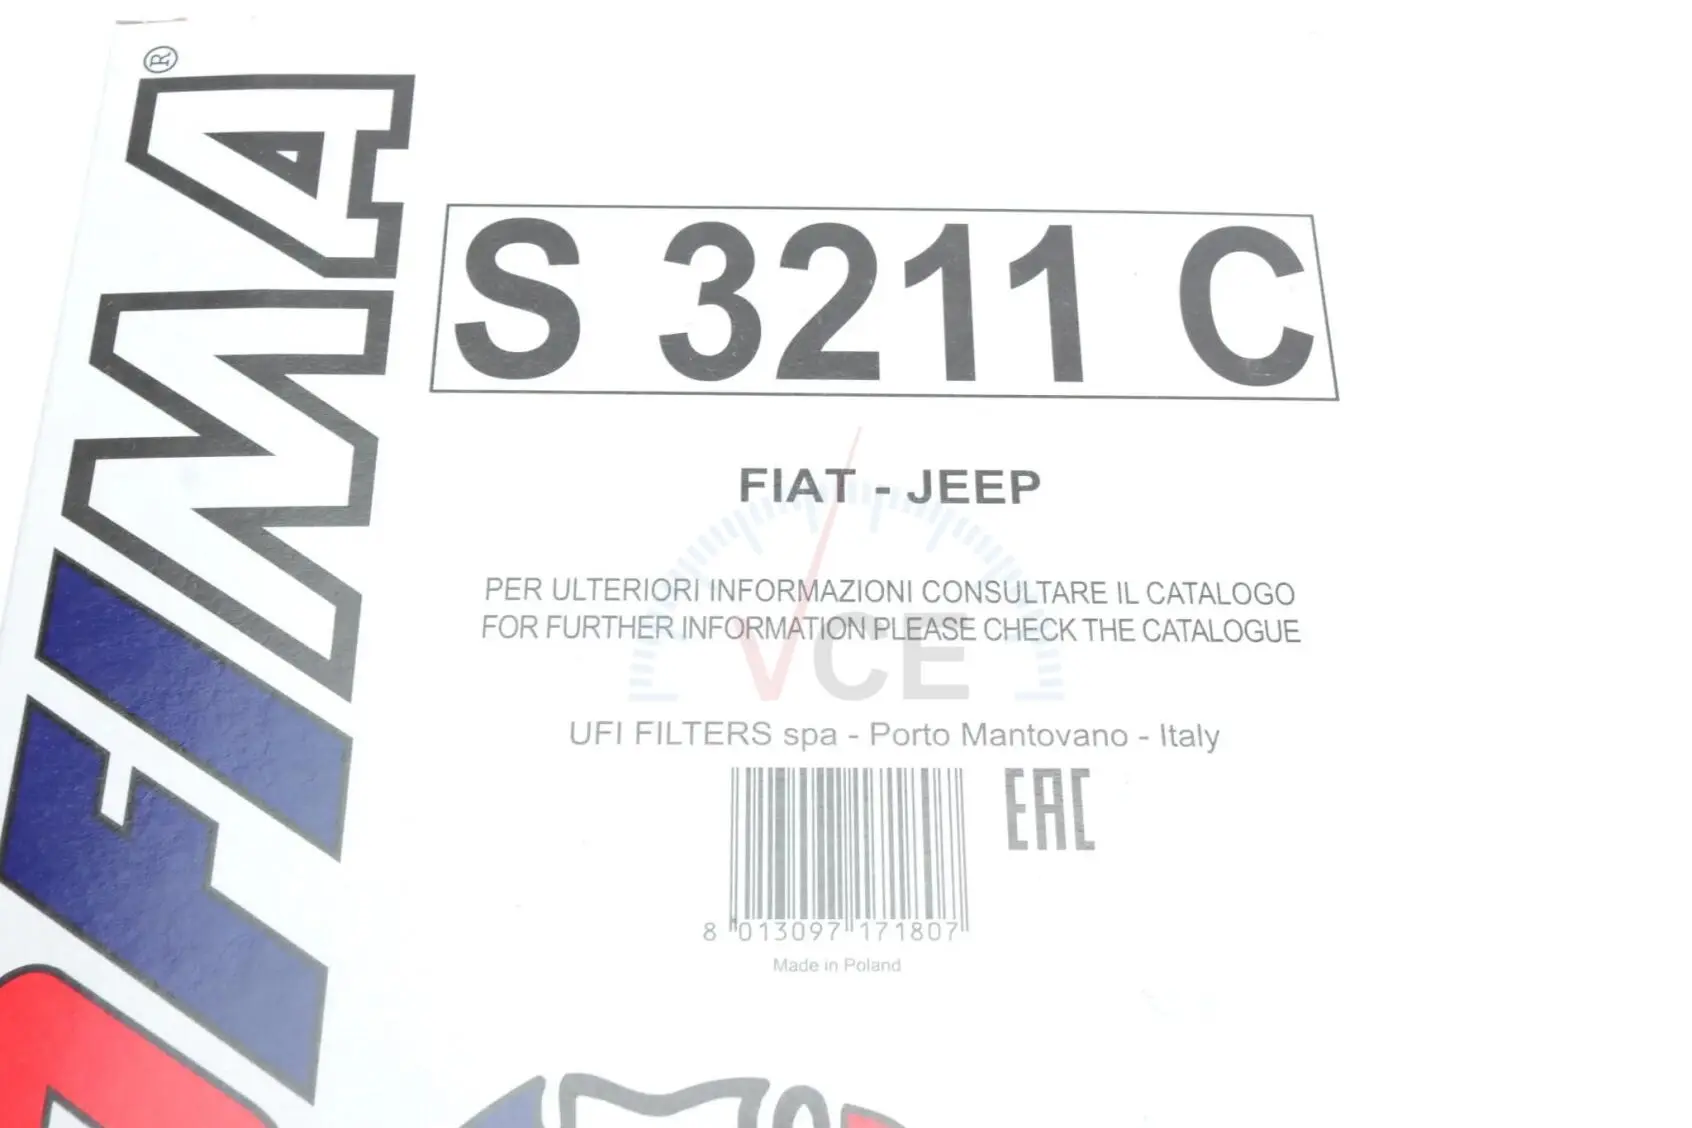 FIMA®
S 3211 C
FIAT - JEEP
PER ULTERIORI INFORMAZIONI CONSULTARE IL CATALOGO
FOR FURTHER INFORMATION PLEASE CHECK THE CATALOGUE
VCE
UFI FILTERS spa - Porto Mantovano - Italy
EAC
8 013097 171807
Made in Poland